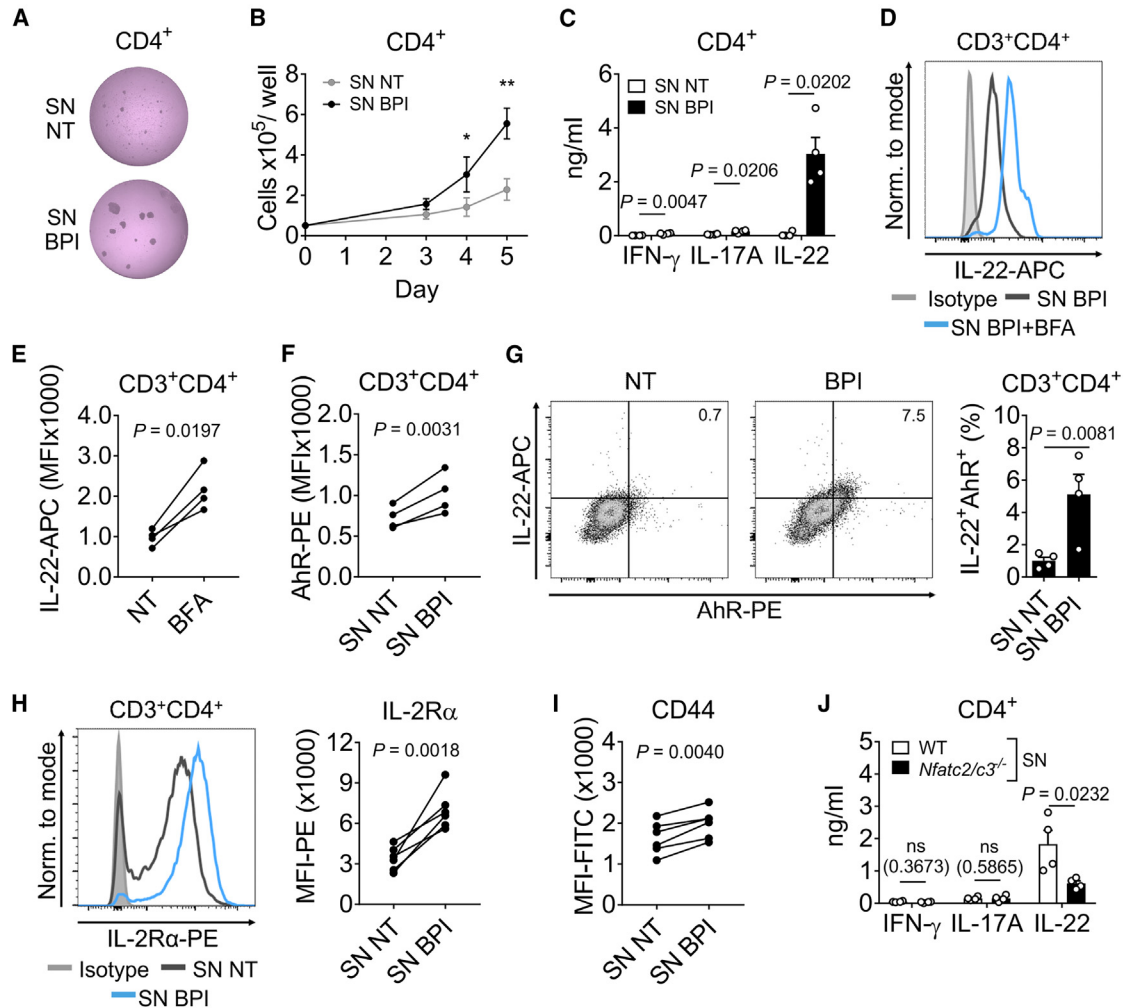 A
CD4+
SN
NT
SN
BPI
B
CD4+
Cells x10^5/ well
8
6
4
2
0
SN NT
SN BPI
*
**
0 1 2 3 4 5
Day
C
CD4+
ng/ml
6
4
2
0
SN NT
SN BPI
P = 0.0202
P = 0.0206
P = 0.0047
IFN-γ IL-17A IL-22
D
CD3+CD4+
Norm. to mode
IL-22-APC
Isotype SN BPI
SN BPI+BFA
E
CD3+CD4+
IL-22-APC (MFIx1000)
4.0
3.0
2.0
1.0
0.0
P = 0.0197
NT
BFA
F
CD3+CD4+
AhR-PE (MFIx1000)
2.0
1.5
1.0
0.5
0.0
P = 0.0031
SN NT
SN BPI
G
NT
BPI
IL-22-APC
0.7
7.5
AhR-PE
CD3+CD4+
IL-22+AhR+ (%)
10
8
6
4
2
0
P = 0.0081
SN NT
SN BPI
H
CD3+CD4+
Norm. to mode
IL-2Rα-PE
Isotype SN NT
SN BPI
IL-2Rα
MFI-PE (x1000)
12
9
6
3
0
P = 0.0018
SN NT
SN BPI
I
CD44
MFI-FITC (x1000)
4
3
2
1
0
P = 0.0040
SN NT
SN BPI
J
CD4+
ng/ml
5
4
3
2
1
0
WT
Nfatc2/c3-/-
SN
P = 0.0232
ns
(0.3673)
ns
(0.5865)
IFN-γ IL-17A IL-22